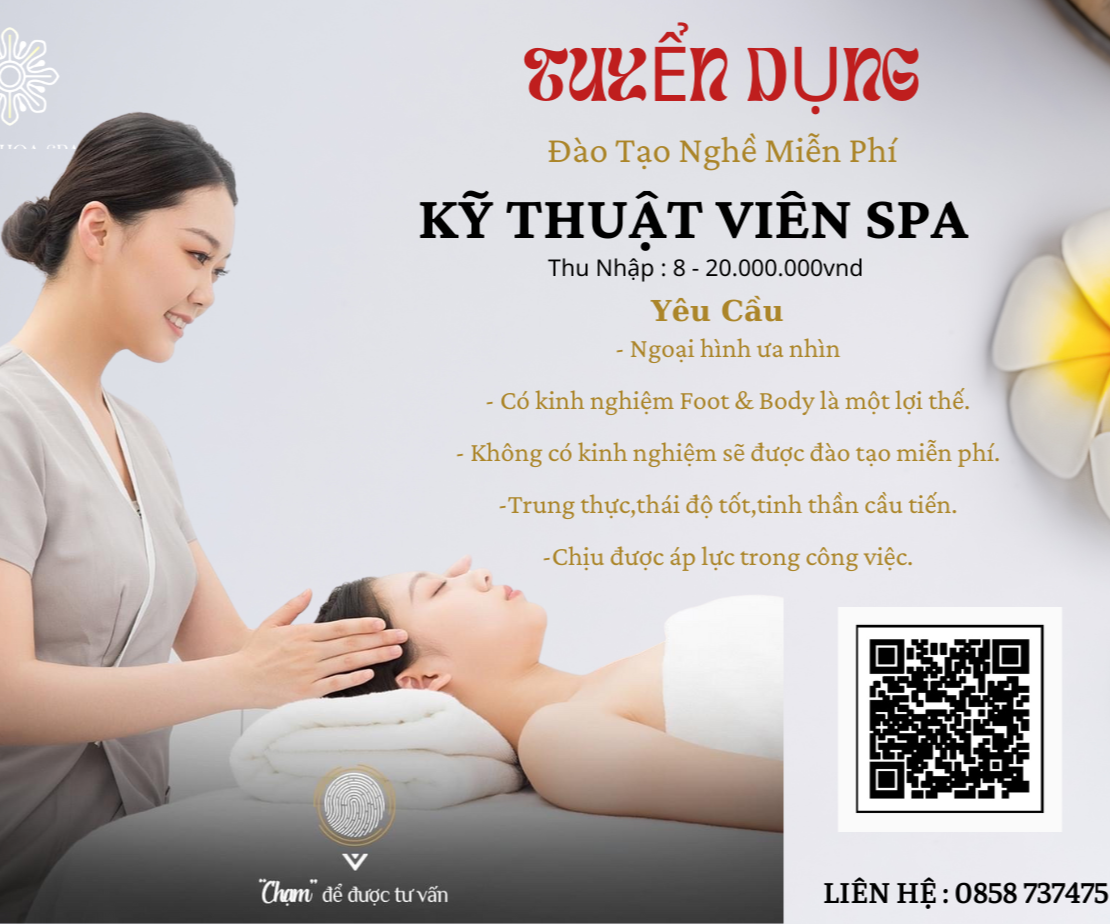 TUYỂN DỤNG
Đào Tạo Nghề Miễn Phí
KỸ THUẬT VIÊN SPA
Thu Nhập : 8 - 20.000.000vnd
Yêu Cầu
- Ngoại hình ưa nhìn
- Có kinh nghiệm Foot & Body là một lợi thế.
- Không có kinh nghiệm sẽ được đào tạo miễn phí.
-Trung thực,thái độ tốt,tinh thần cầu tiến.
-Chịu được áp lực trong công việc.
"Chạm" để được tư vấn
LIÊN HỆ : 0858 737475